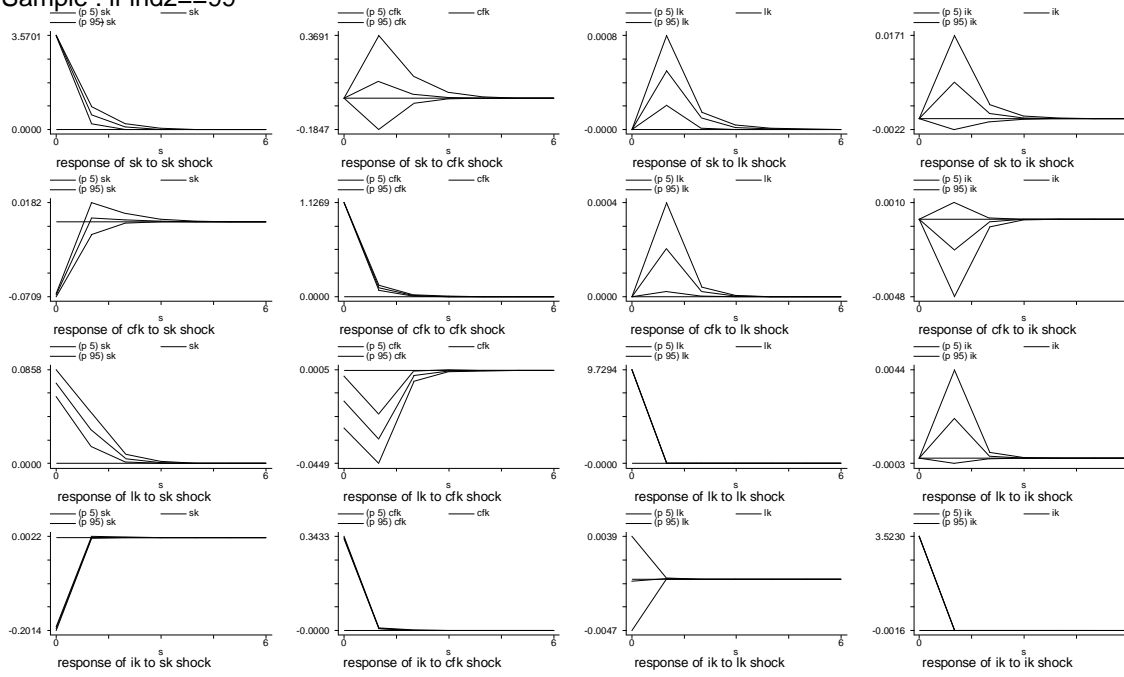 Sample : if ind2==99
(p 5) sk sk (p 5) cfk cfk (p 5) lk lk (p 5) ik ik
(p 95) sk (p 95) cfk (p 95) lk (p 95) ik
3.5701 0.3691 0.0008 0.0171
0.0000 -0.1847 -0.0000 -0.0022
0 6 0 6 0 6 0
s s s s
response of sk to sk shock response of sk to cfk shock response of sk to lk shock response of sk to ik shock
(p 5) sk sk (p 5) cfk cfk (p 5) lk lk (p 5) ik ik
(p 95) sk (p 95) cfk (p 95) lk (p 95) ik
0.0182 1.1269 0.0004 0.0010
-0.0709 0.0000 0.0000 -0.0048
0 6 0 6 0 6 0
s s s s
response of cfk to sk shock response of cfk to cfk shock response of cfk to lk shock response of cfk to ik shock
(p 5) sk sk (p 5) cfk cfk (p 5) lk lk (p 5) ik ik
(p 95) sk (p 95) cfk (p 95) lk (p 95) ik
0.0858 0.0005 9.7294 0.0044
0.0000 -0.0449 -0.0000 -0.0003
0 6 0 6 0 6 0
s s s s
response of lk to sk shock response of lk to cfk shock response of lk to lk shock response of lk to ik shock
(p 5) sk sk (p 5) cfk cfk (p 5) lk lk (p 5) ik ik
(p 95) sk (p 95) cfk (p 95) lk (p 95) ik
0.0022 0.3433 0.0039 3.5230
-0.2014 -0.0000 -0.0047 -0.0016
0 6 0 6 0 6 0
s s s s
response of ik to sk shock response of ik to cfk shock response of ik to lk shock response of ik to ik shock